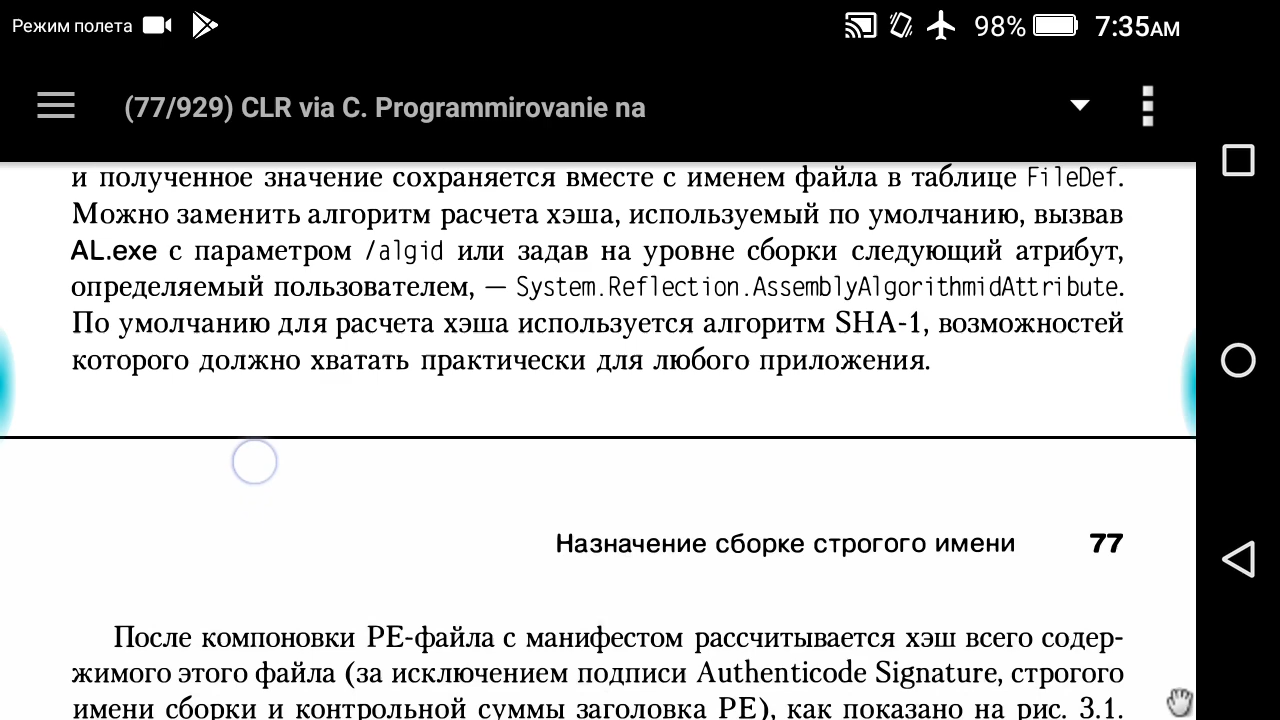 Режим полета
98%
7:35AM
(77/929) CLR via C. Programmirovanie na
и полученное значение сохраняется вместе с именем файла в таблице FileDef.
Можно заменить алгоритм расчета хэша, используемый по умолчанию, вызвав
AL.exe с параметром /algid или задав на уровне сборки следующий атрибут,
определяемый пользователем, — System.Reflection.AssemblyAlgorithmidAttribute.
По умолчанию для расчета хэша используется алгоритм SHA-1, возможностей
которого должно хватать практически для любого приложения.
Назначение сборке строгого имени 77
После компоновки PE-файла с манифестом рассчитывается хэш всего содер-
жимого этого файла (за исключением подписи Authenticode Signature, строгого
имени сборки и контрольной суммы заголовка PE), как показано на рис. 3.1.